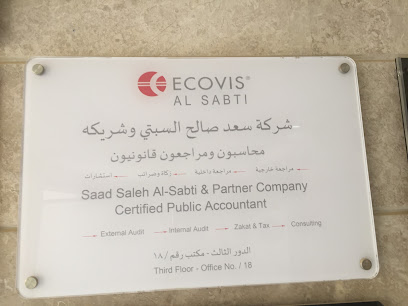 ECOVIS®
AL SABTI
شركة سعد صالح السبتي وشريكه
محاسبون ومراجعون قانونيون
مراجعة خارجية مراجعة داخلية زكاة وضرائب استشارات
Saad Saleh Al-Sabti & Partner Company
Certified Public Accountant
External Audit Internal Audit Zakat & Tax Consulting
الدور الثالث - مكتب رقم / ١٨
Third Floor - Office No. / 18